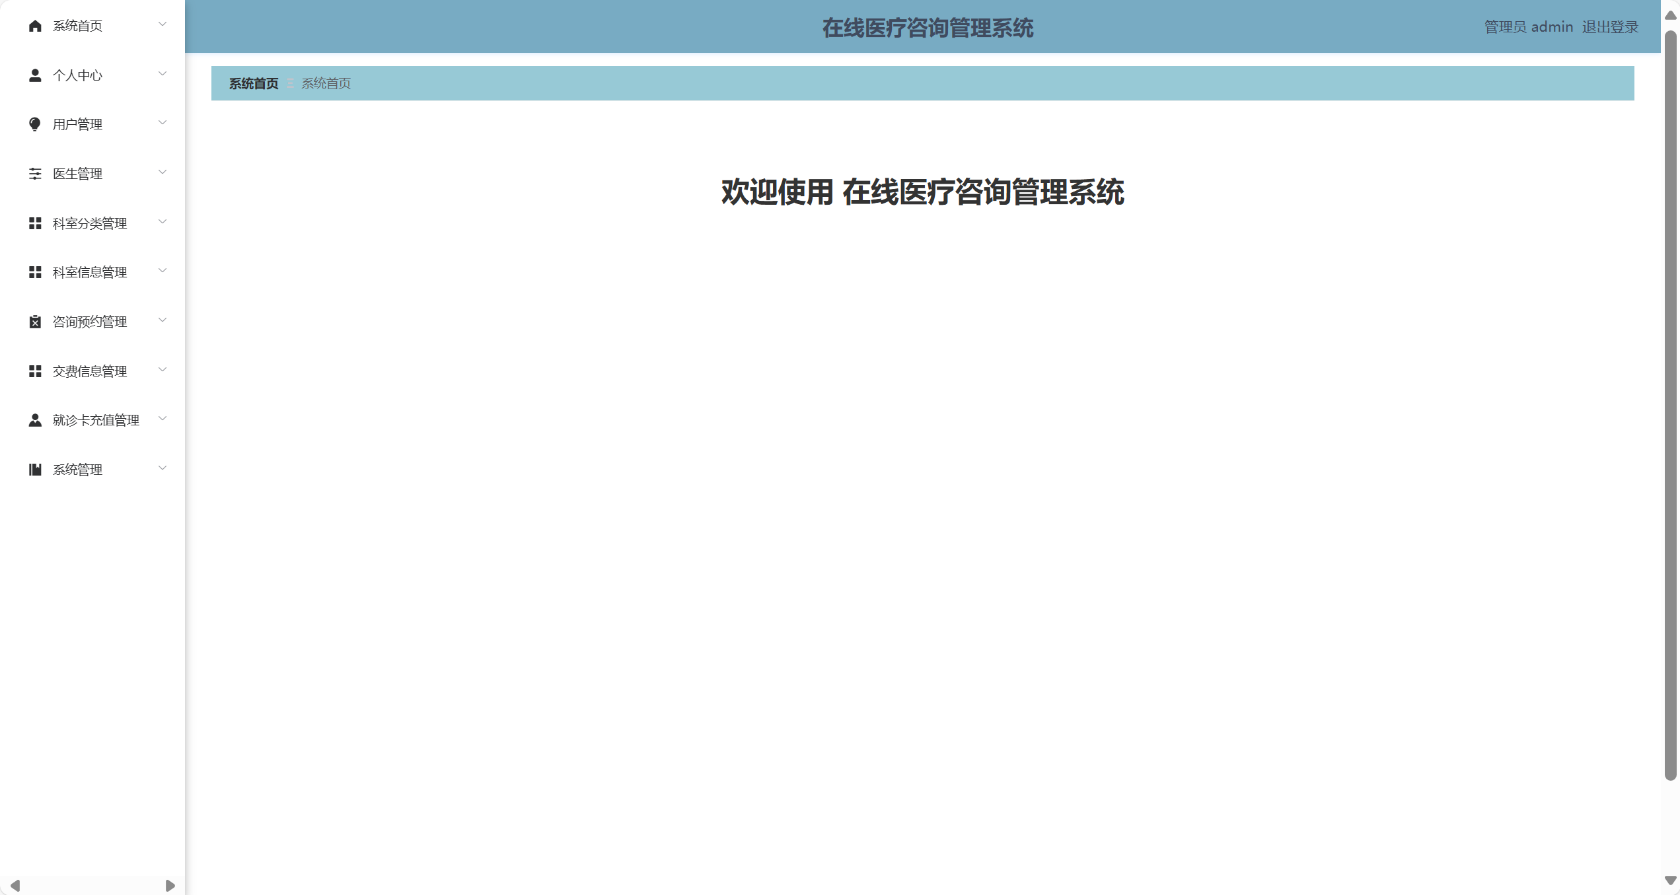 系统首页
个人中心
用户管理
医生管理
科室分类管理
科室信息管理
咨询预约管理
交费信息管理
就诊卡充值管理
系统管理
在线医疗咨询管理系统
管理员 admin 退出登录
系统首页 系统首页
欢迎使用 在线医疗咨询管理系统